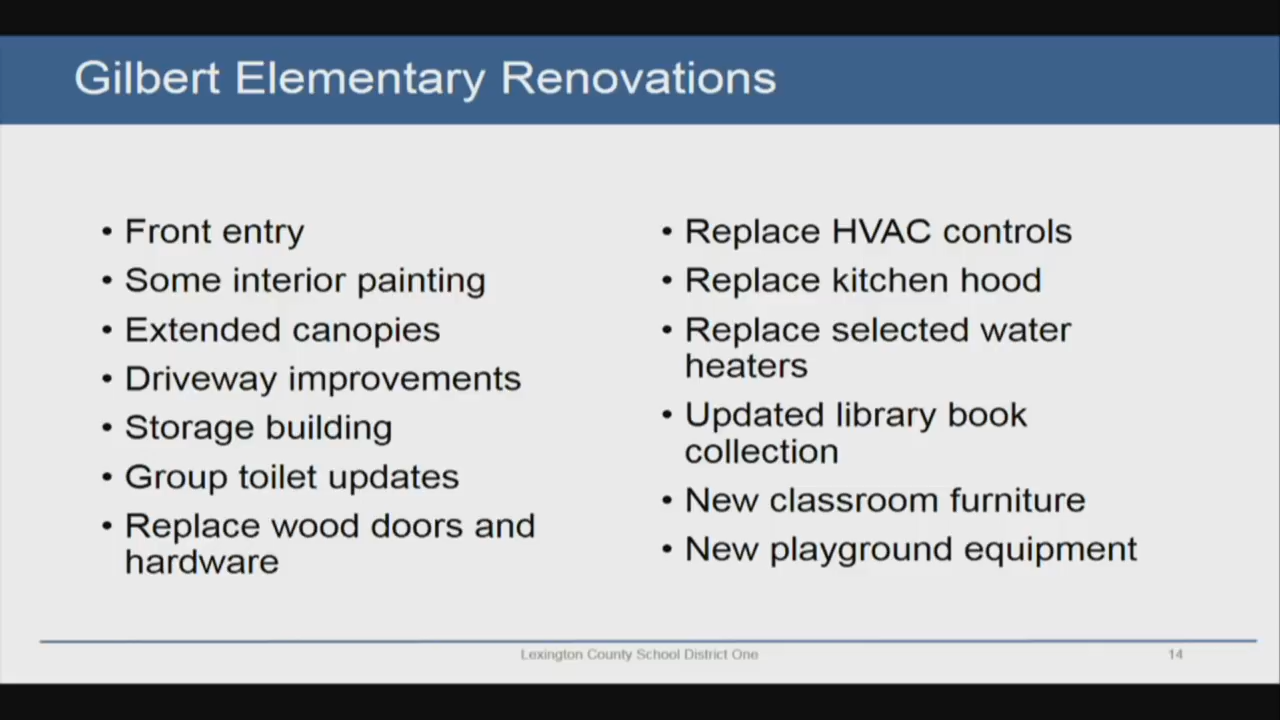 Gilbert Elementary Renovations
• Front entry
• Some interior painting
• Extended canopies
• Driveway improvements
• Storage building
• Group toilet updates
• Replace wood doors and
hardware
• Replace HVAC controls
• Replace kitchen hood
• Replace selected water
heaters
• Updated library book
collection
• New classroom furniture
• New playground equipment
Lexington County School District One
14